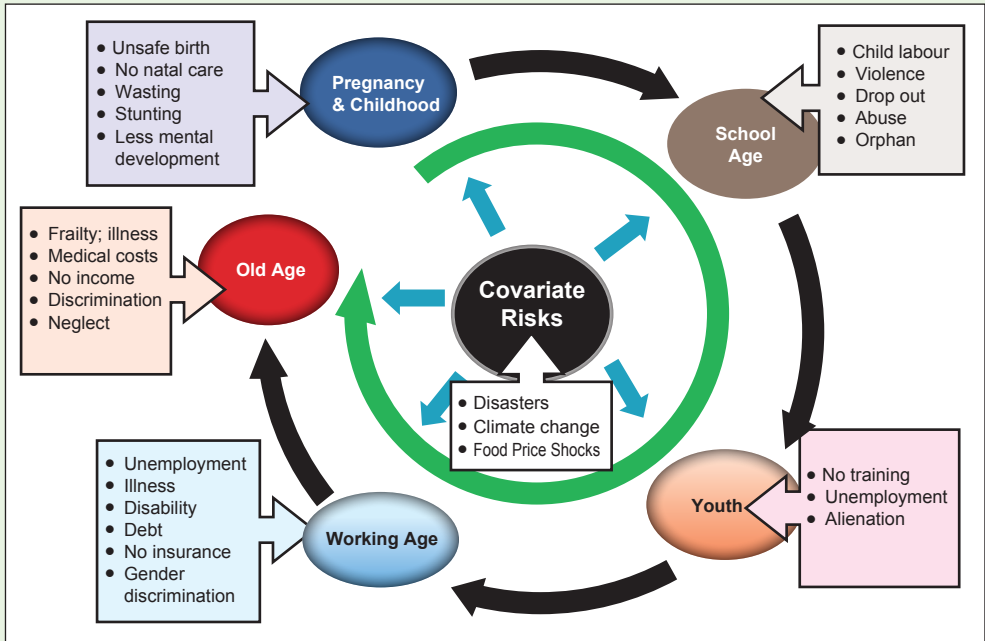 • Unsafe birth
• No natal care
• Wasting
• Stunting
• Less mental
development
Pregnancy
& Childhood
• Child labour
• Violence
• Drop out
• Abuse
• Orphan
School
Age
• Frailty; illness
• Medical costs
• No income
• Discrimination
• Neglect
Old Age
Covariate
Risks
• Disasters
• Climate change
• Food Price Shocks
• Unemployment
• Illness
• Disability
• Debt
• No insurance
• Gender
discrimination
Working Age
Youth
• No training
• Unemployment
• Alienation